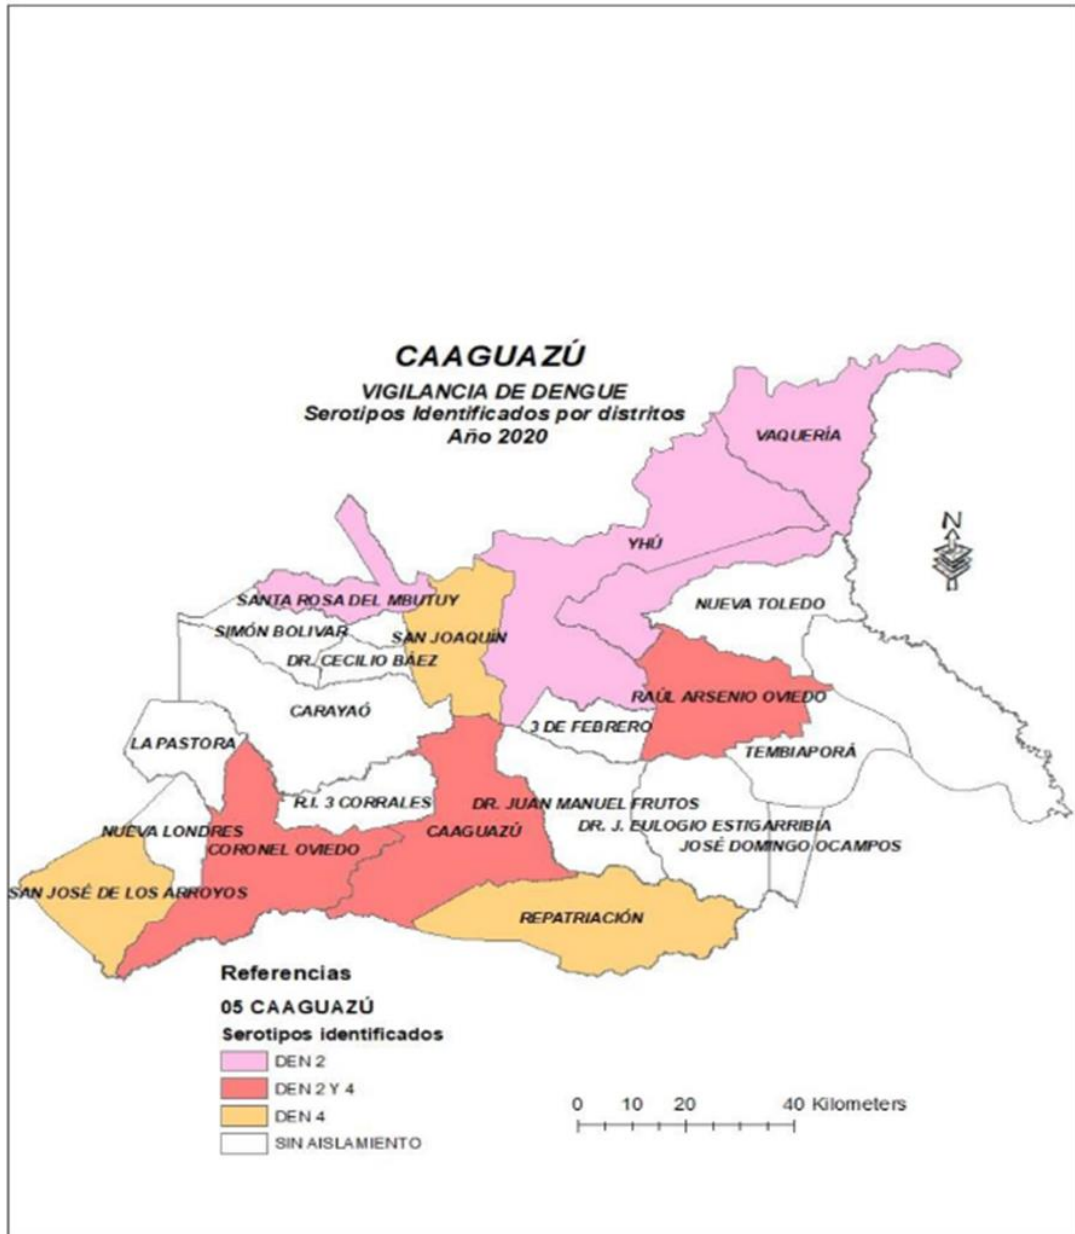 CAAGUAZÚ
VIGILANCIA DE DENGUE
Serotipos Identificados por distritos
Año 2020
VAQUERÍA
N
YHÚ
SANTA ROSA DEL MBUTUY
NUEVA TOLEDO
SIMÓN BOLIVAR
SAN JOAQUÍN
DR. CECILIO BÁEZ
RAÚL ARSENIO OVIEDO
CARAYAÓ
3 DE FEBRERO
LA PASTORA
TEMBIAPORÁ
R.I. 3 CORRALES
DR. JUAN MANUEL FRUTOS
NUEVA LONDRES
CAAGUAZÚ
DR. J. EULOGIO ESTIGARRIBIA
CORONEL OVIEDO
JOSÉ DOMINGO OCAMPOS
SAN JOSÉ DE LOS ARROYOS
REPATRIACIÓN
Referencias
05 CAAGUAZÚ
Serotipos identificados
DEN 2
DEN 2 Y 4
DEN 4
SIN AISLAMIENTO
0 10 20 40 Kilometers